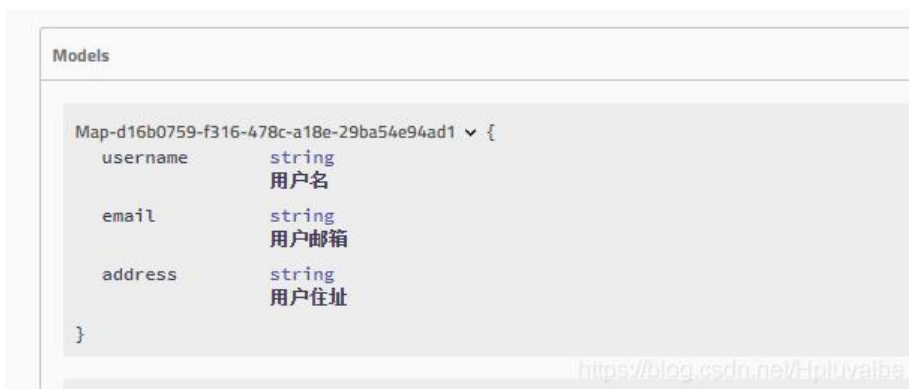 Models
Map-d16b0759-f316-478c-a18e-29ba54e94ad1 {
username string
用户名
email string
用户邮箱
address string
用户住址
}
https://blog.csdn.net/Hpluvalbe